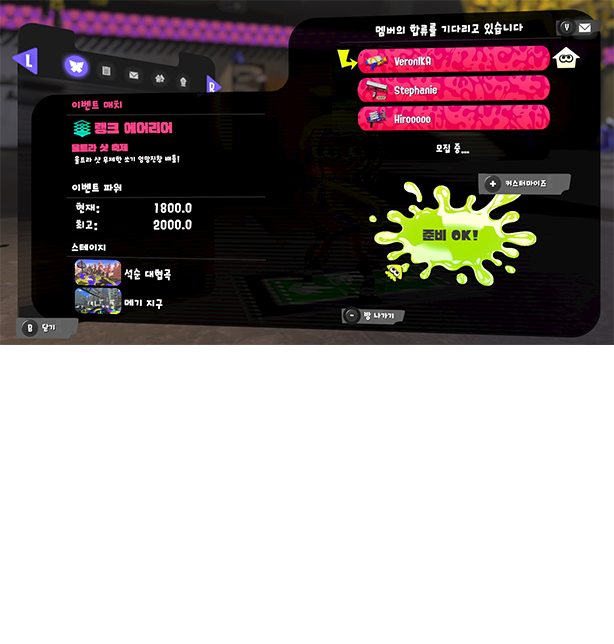 멤버의 합류를 기다리고 있습니다
V
L
R
VeronIKA
Stephanie
Hirooooo
모집 중...
이벤트 매치
랭크 에어리어
울트라 샷 축제
울트라 샷 무제한 쏘기 엉망진창 배틀!
이벤트 파워
현재: 1800.0
최고: 2000.0
스테이지
석순 대협곡
메기 지구
+ 커스터마이즈
준비 OK!
- 방 나가기
B 닫기